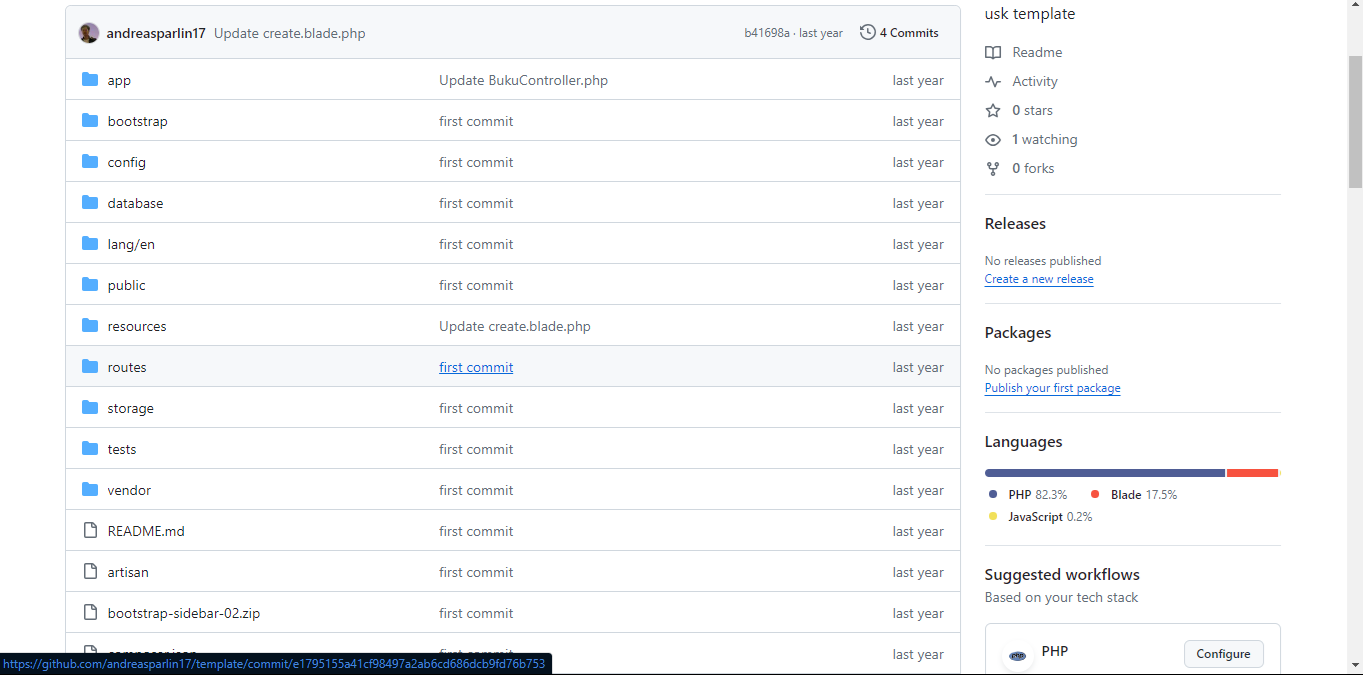 andreasparlin17 Update create.blade.php b41698a · last year 4 Commits
app Update BukuController.php last year
bootstrap first commit last year
config first commit last year
database first commit last year
lang/en first commit last year
public first commit last year
resources Update create.blade.php last year
routes first commit last year
storage first commit last year
tests first commit last year
vendor first commit last year
README.md first commit last year
artisan first commit last year
bootstrap-sidebar-02.zip first commit last year
composer.json first commit last year
https://github.com/andreasparlin17/template/commit/e1795155a41cf98497a2ab6cd686dcb9fd76b753
usk template
Readme
Activity
0 stars
1 watching
0 forks
Releases
No releases published
Create a new release
Packages
No packages published
Publish your first package
Languages
PHP 82.3% Blade 17.5%
JavaScript 0.2%
Suggested workflows
Based on your tech stack
php PHP Configure